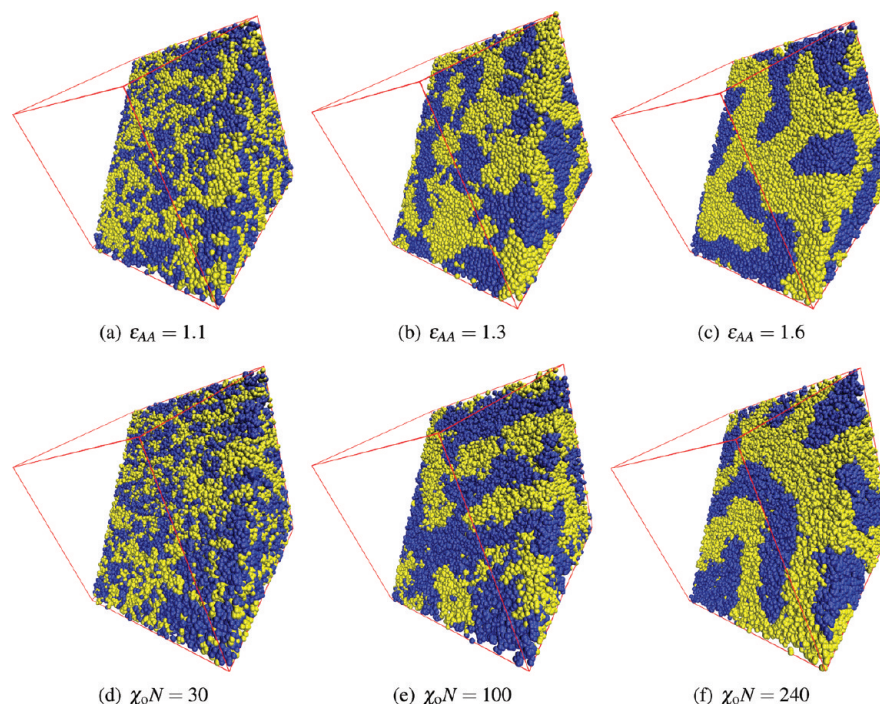 (a) ε_AA = 1.1
(b) ε_AA = 1.3
(c) ε_AA = 1.6
(d) χ_oN = 30
(e) χ_oN = 100
(f) χ_oN = 240